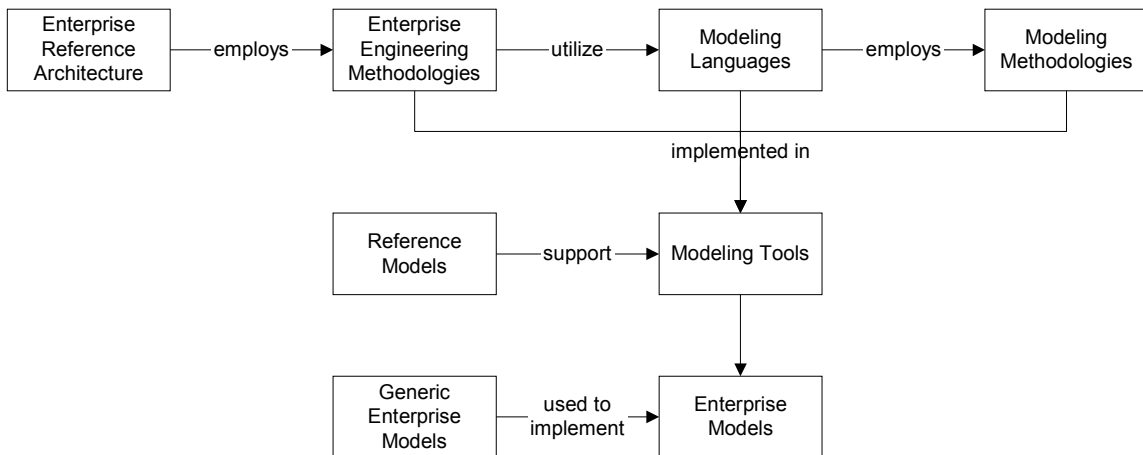 Enterprise
Reference
Architecture
employs
Enterprise
Engineering
Methodologies
utilize
Modeling
Languages
employs
Modeling
Methodologies
implemented in
Reference
Models
support
Modeling Tools
Generic
Enterprise
Models
used to
implement
Enterprise
Models